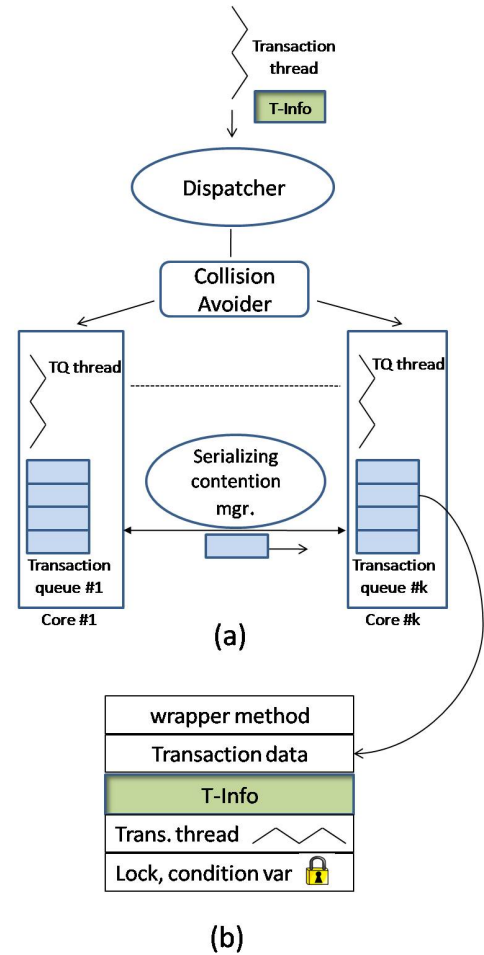 Transaction
thread
T-Info
Dispatcher
Collision
Avoider
TQ thread
TQ thread
Serializing
contention
mgr.
Transaction
queue #1
Transaction
queue #k
Core #1
Core #k
(a)
wrapper method
Transaction data
T-Info
Trans. thread
Lock, condition var
(b)